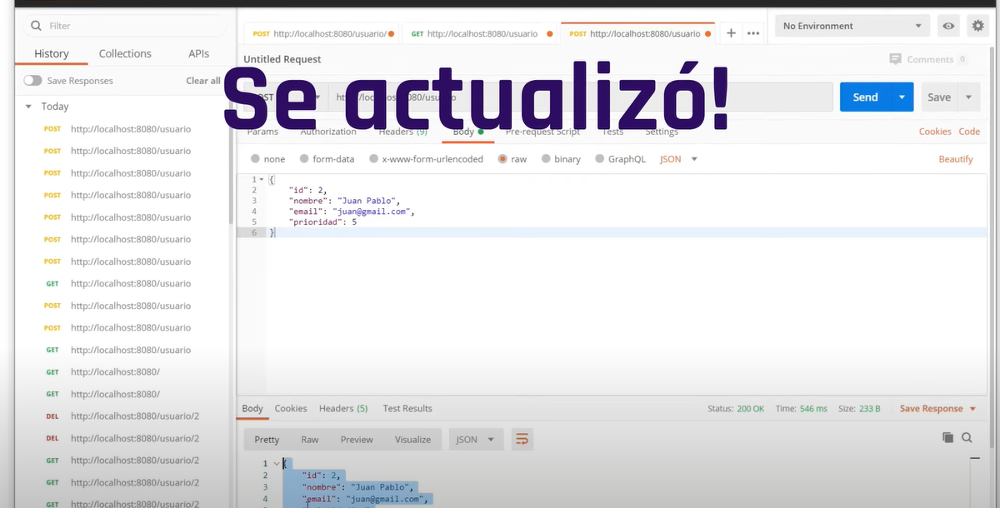 Filter
POST http://localhost:8080/usuario/
GET http://localhost:8080/usuario
POST http://localhost:8080/usuario
No Environment
History Collections APIs
Untitled Request
Comments 0
Save Responses Clear all
Se actualizó!
Send Save
Today
Params Authorization Headers (9) Body Pre-request Script Tests Settings Cookies Code
none form-data x-www-form-urlencoded raw binary GraphQL JSON Beautify
1 {
2 "id": 2,
3 "nombre": "Juan Pablo",
4 "email": "juan@gmail.com",
5 "prioridad": 5
6 }
POST http://localhost:8080/usuario
POST http://localhost:8080/usuario
POST http://localhost:8080/usuario
POST http://localhost:8080/usuario
POST http://localhost:8080/usuario
POST http://localhost:8080/usuario
POST http://localhost:8080/usuario
GET http://localhost:8080/usuario
POST http://localhost:8080/usuario
POST http://localhost:8080/usuario
GET http://localhost:8080/usuario
GET http://localhost:8080/
GET http://localhost:8080/
DEL http://localhost:8080/usuario/2
DEL http://localhost:8080/usuario/2
GET http://localhost:8080/usuario/2
GET http://localhost:8080/usuario/2
GET http://localhost:8080/usuario/2
Body Cookies Headers (5) Test Results Status: 200 OK Time: 546 ms Size: 233 B Save Response
Pretty Raw Preview Visualize JSON
1 {
2 "id": 2,
3 "nombre": "Juan Pablo",
4 "email": "juan@gmail.com",